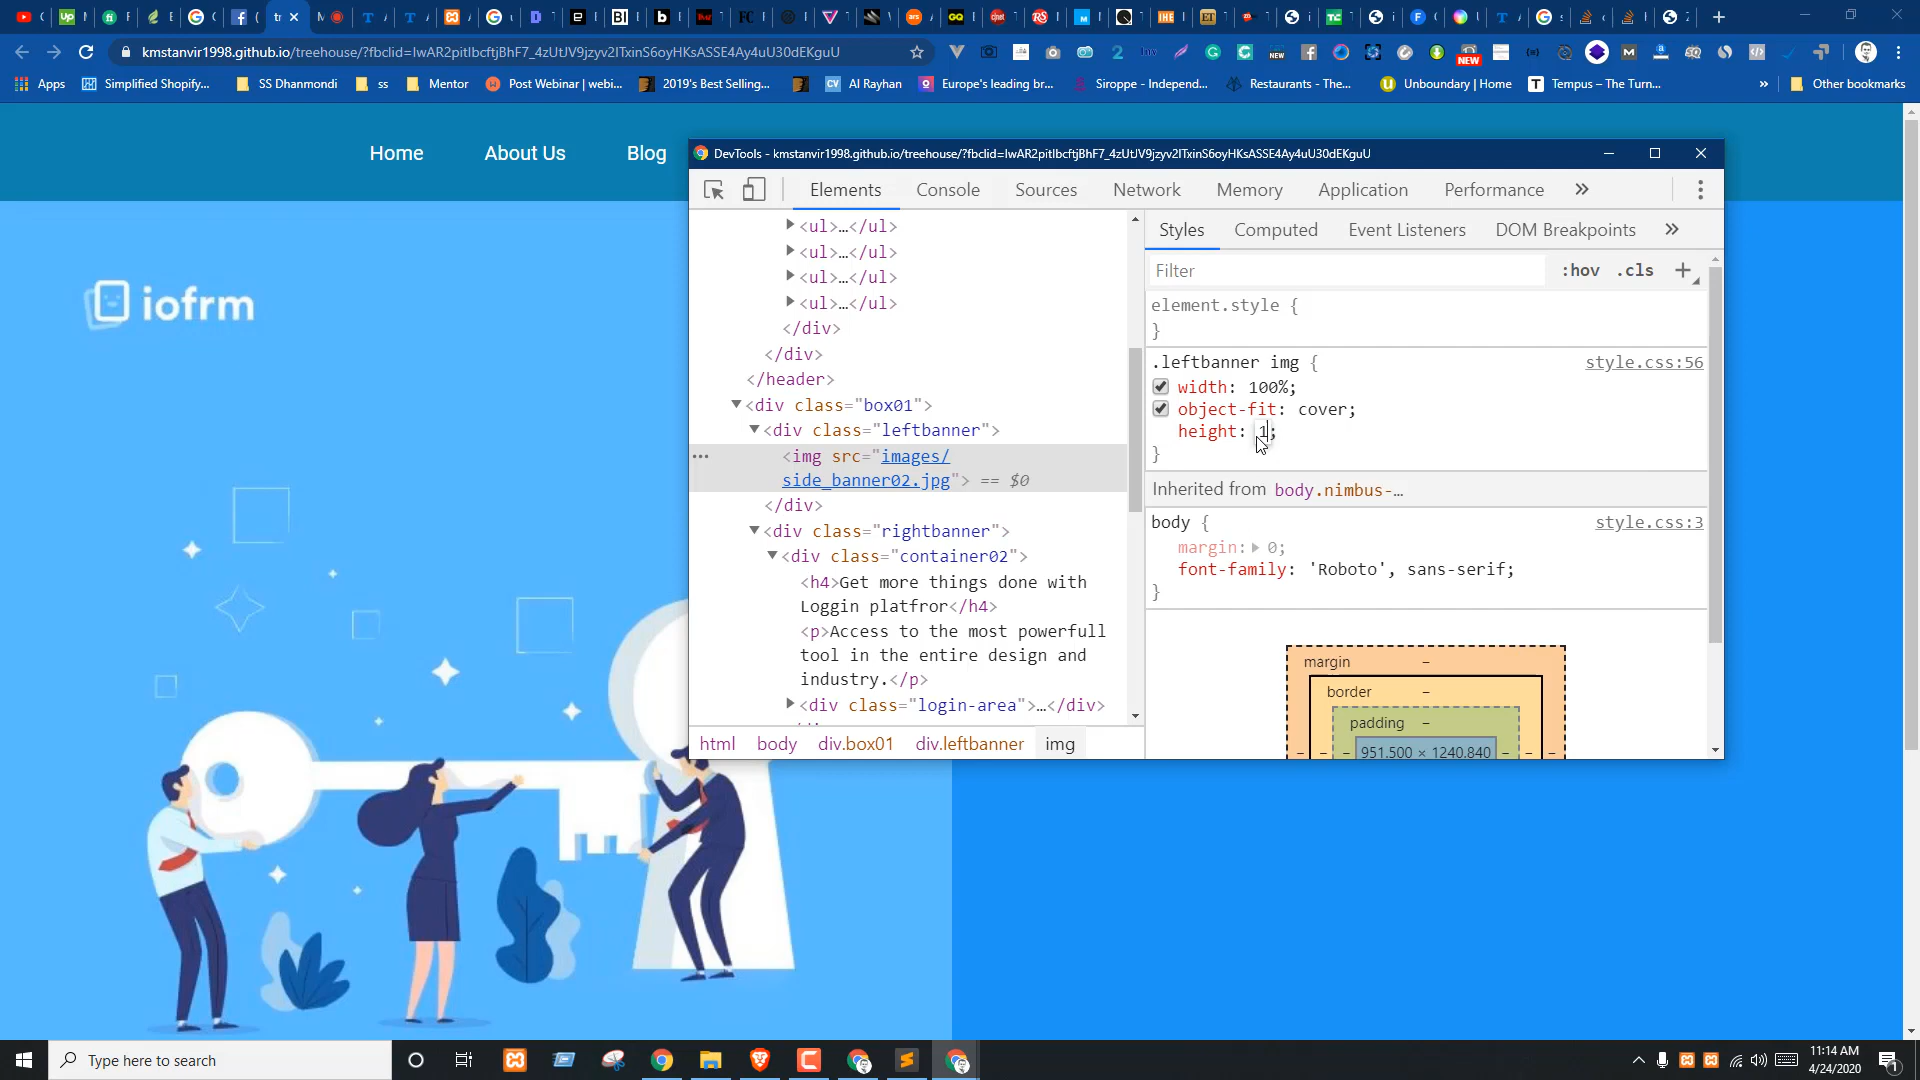 kmstanvir1998.github.io/treehouse/?fbclid=IwAR2pitIbcftjBhF7_4zUtJV9jzyv2ITxinS6oyHKsASSE4Ay4uU30dEKguU
Apps
Simplified Shopify...
SS Dhanmondi
ss
Mentor
Post Webinar | webi...
2019's Best Selling...
Al Rayhan
Europe's leading br...
Siroppe - Independ...
Restaurants - The...
Unboundary | Home
Tempus – The Turn...
»
Other bookmarks
Home
About Us
Blog
iofrm
DevTools - kmstanvir1998.github.io/treehouse/?fbclid=IwAR2pitIbcftjBhF7_4zUtJV9jzyv2ITxinS6oyHKsASSE4Ay4uU30dEKguU
Elements
Console
Sources
Network
Memory
Application
Performance
»
<ul>…</ul>
<ul>…</ul>
<ul>…</ul>
<ul>…</ul>
</div>
</div>
</header>
<div class="box01">
<div class="leftbanner">
<img src="images/
side_banner02.jpg"> == $0
</div>
<div class="rightbanner">
<div class="container02">
<h4>Get more things done with
Loggin platfror</h4>
<p>Access to the most powerfull
tool in the entire design and
industry.</p>
<div class="login-area">…</div>
html
body
div.box01
div.leftbanner
img
Styles
Computed
Event Listeners
DOM Breakpoints
»
Filter
:hov
.cls
+
element.style {
}
.leftbanner img {
style.css:56
width: 100%;
object-fit: cover;
height: 1;
}
Inherited from body.nimbus-…
body {
style.css:3
margin: 0;
font-family: 'Roboto', sans-serif;
}
margin –
border –
padding –
– – – 951.500 × 1240.840 – – –
Type here to search
11:14 AM
4/24/2020